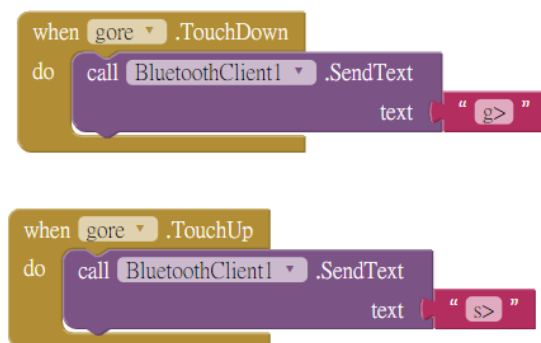 when gore .TouchDown
do call BluetoothClient1 .SendText
text “ g> ”
when gore .TouchUp
do call BluetoothClient1 .SendText
text “ s> ”